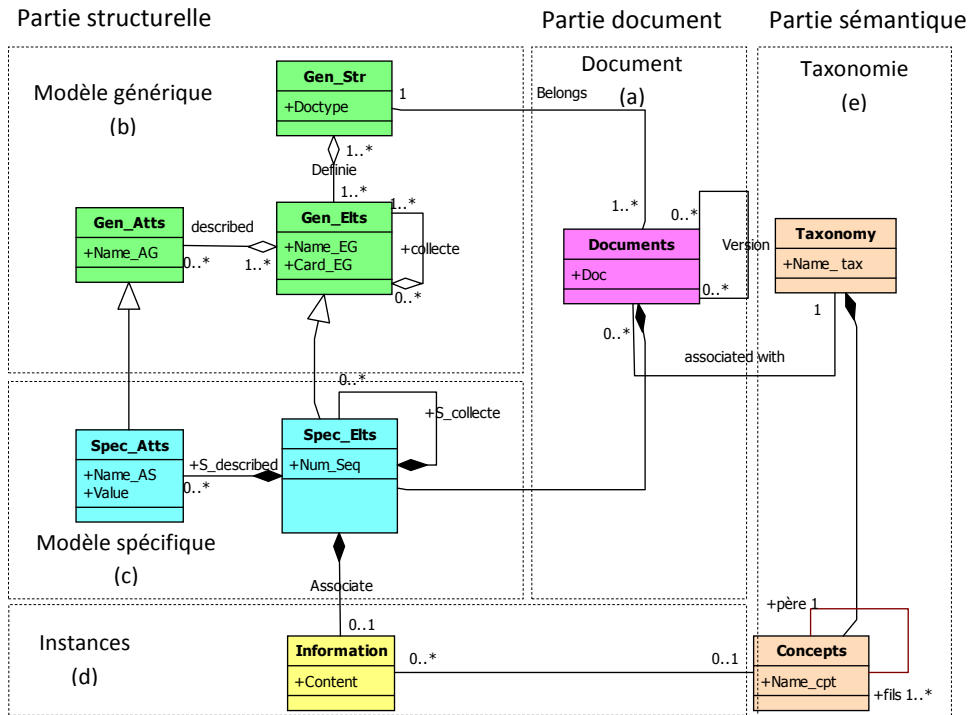 Partie structurelle
Partie document
Partie sémantique
Modèle générique
(b)
Gen_Str
+Doctype
1
Belongs
Document
(a)
Taxonomie
(e)
1..*
Definie
1..*
Gen_Atts
+Name_AG
described
0..*
1..*
Gen_Elts
+Name_EG
+Card_EG
1..*
+collecte
0..*
1..*
0..*
Documents
+Doc
Version
0..*
0..*
Taxonomy
+Name_ tax
1
associated with
0..*
+S_collecte
Spec_Atts
+Name_AS
+Value
+S_described
0..*
Spec_Elts
+Num_Seq
Modèle spécifique
(c)
Associate
0..1
Instances
(d)
Information
+Content
0..*
0..1
+père 1
Concepts
+Name_cpt
+fils 1..*